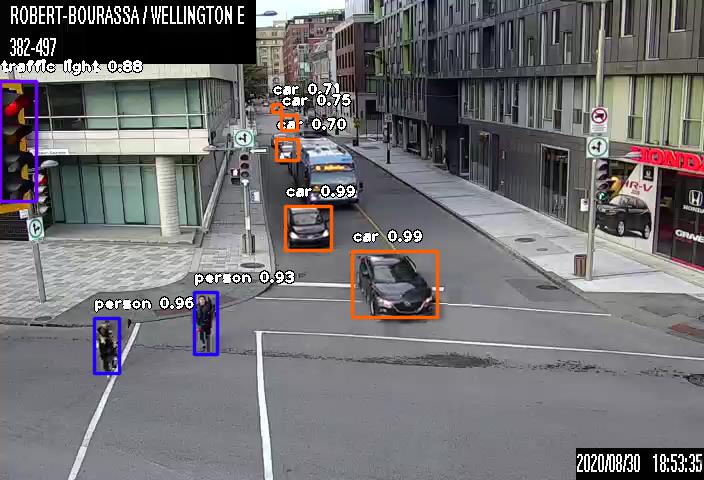 ROBERT-BOURASSA / WELLINGTON E
382-497
traffic light 0.88
car 0.71
car 0.75
car 0.70
car 0.99
car 0.99
person 0.93
person 0.96
HONDA
HR-V
HONDA
2020/08/30 18:53:35